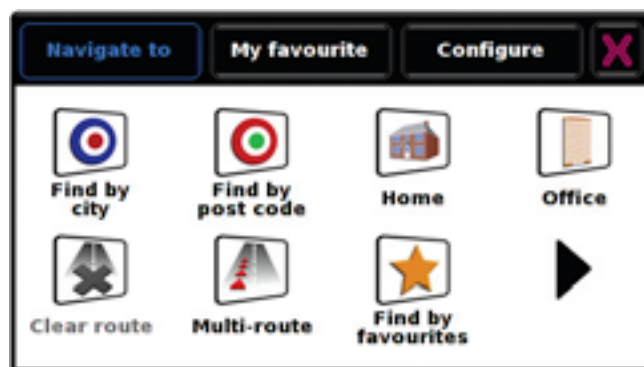 Navigate to My favourite Configure X
Find by city
Find by post code
Home
Office
Clear route
Multi-route
Find by favourites